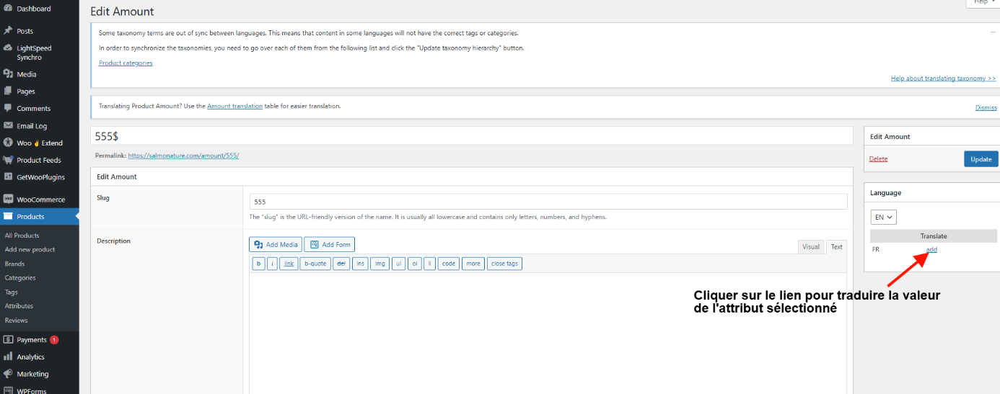 Dashboard
Posts
LightSpeed
Synchro
Media
Pages
Comments
Email Log
Woo ✌ Extend
Product Feeds
GetWooPlugins
WooCommerce
Products
All Products
Add new product
Brands
Categories
Tags
Attributes
Reviews
Payments 1
Analytics
Marketing
WPForms
Help
Edit Amount
Some taxonomy terms are out of sync between languages. This means that content in some languages will not have the correct tags or categories.
In order to synchronize the taxonomies, you need to go over each of them from the following list and click the "Update taxonomy hierarchy" button.
Product categories
Help about translating taxonomy >>
Translating Product Amount? Use the Amount translation table for easier translation.
Dismiss
555$
Permalink: https://salmonature.com/amount/555/
Edit Amount
Slug
555
The "slug" is the URL-friendly version of the name. It is usually all lowercase and contains only letters, numbers, and hyphens.
Description
Add Media Add Form
Visual Text
b i link b-quote del ins img ul ol li code more close tags
Edit Amount
Delete Update
Language
EN
Translate
FR add
Cliquer sur le lien pour traduire la valeur
de l'attribut sélectionné